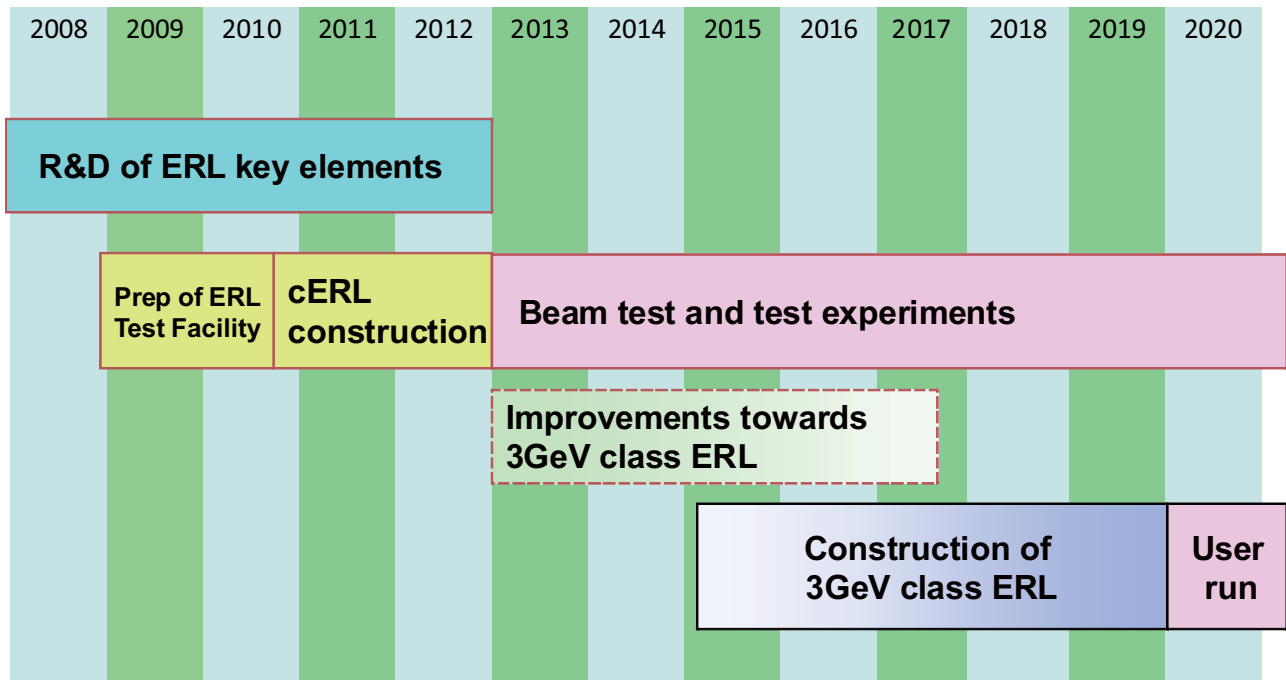 2008 2009 2010 2011 2012 2013 2014 2015 2016 2017 2018 2019 2020
R&D of ERL key elements
Prep of ERL
Test Facility
cERL
construction
Beam test and test experiments
Improvements towards
3GeV class ERL
Construction of
3GeV class ERL
User
run